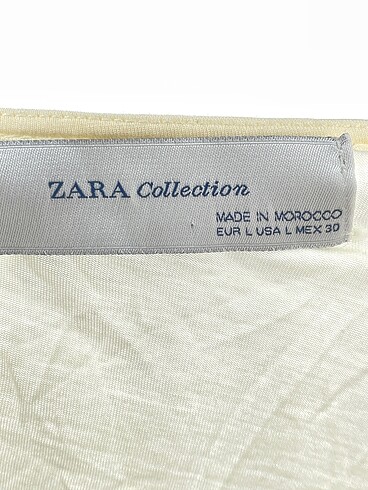 ZARA Collection
MADE IN MOROCCO
EUR L USA L MEX 30